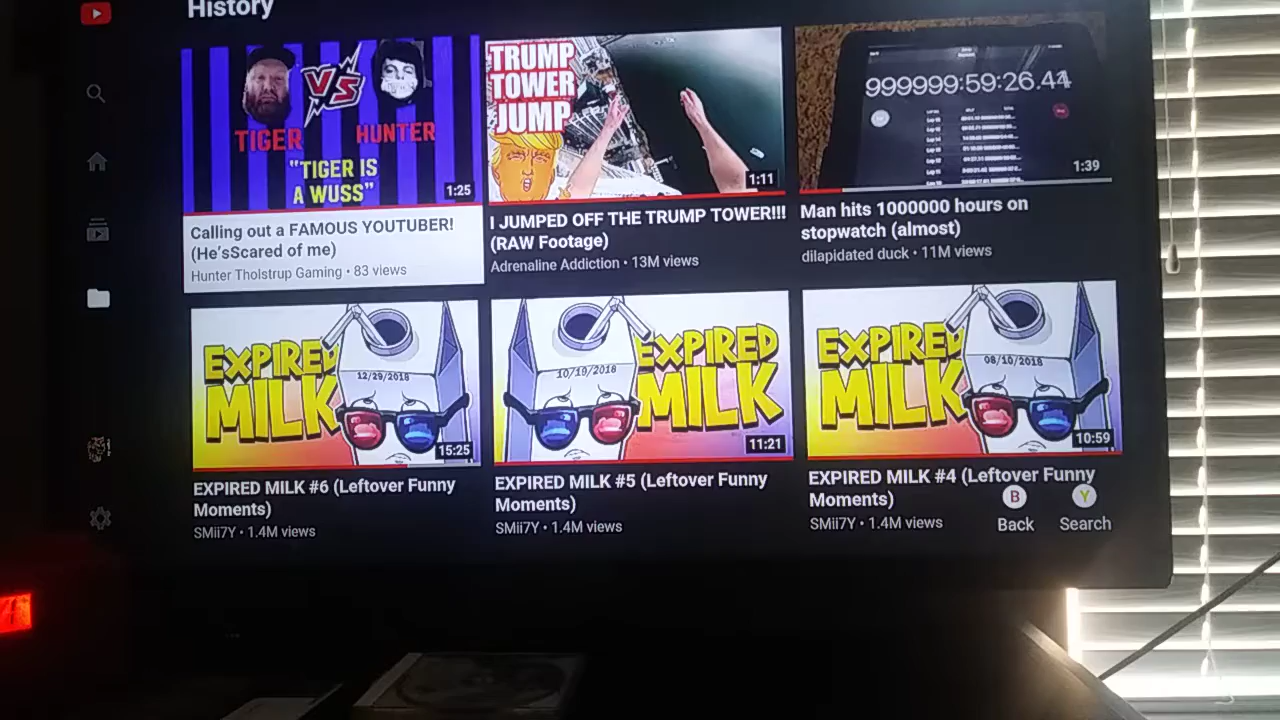 History
VS
TIGER
HUNTER
"TIGER IS
A WUSS"
1:25
TRUMP
TOWER
JUMP
1:11
999999:59:26.44
1:39
Calling out a FAMOUS YOUTUBER!
(He'sScared of me)
Hunter Tholstrup Gaming • 83 views
I JUMPED OFF THE TRUMP TOWER!!!
(RAW Footage)
Adrenaline Addiction • 13M views
Man hits 1000000 hours on
stopwatch (almost)
dilapidated duck • 11M views
EXPIRED
MILK
12/29/2018
15:25
10/19/2018
EXPIRED
MILK
11:21
EXPIRED
MILK
08/10/2018
10:59
EXPIRED MILK #6 (Leftover Funny
Moments)
SMii7Y • 1.4M views
EXPIRED MILK #5 (Leftover Funny
Moments)
SMii7Y • 1.4M views
EXPIRED MILK #4 (Leftover Funny
Moments)
SMii7Y • 1.4M views
B
Back
Y
Search